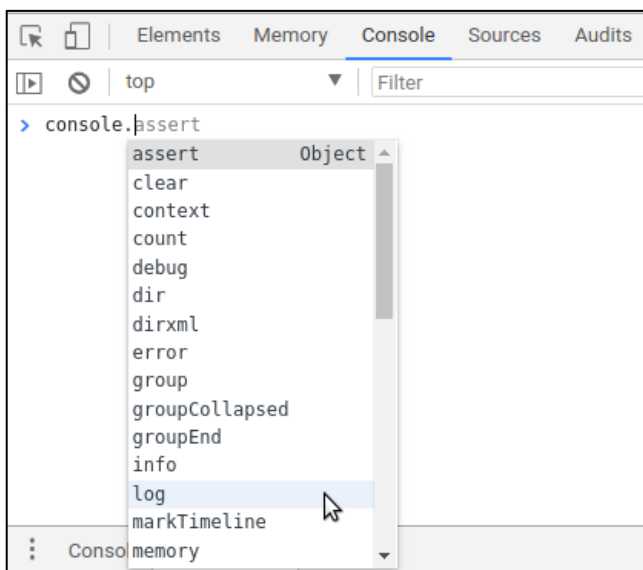 Elements Memory Console Sources Audits
top Filter
> console.assert
assert Object
clear
context
count
debug
dir
dirxml
error
group
groupCollapsed
groupEnd
info
log
markTimeline
Conso memory